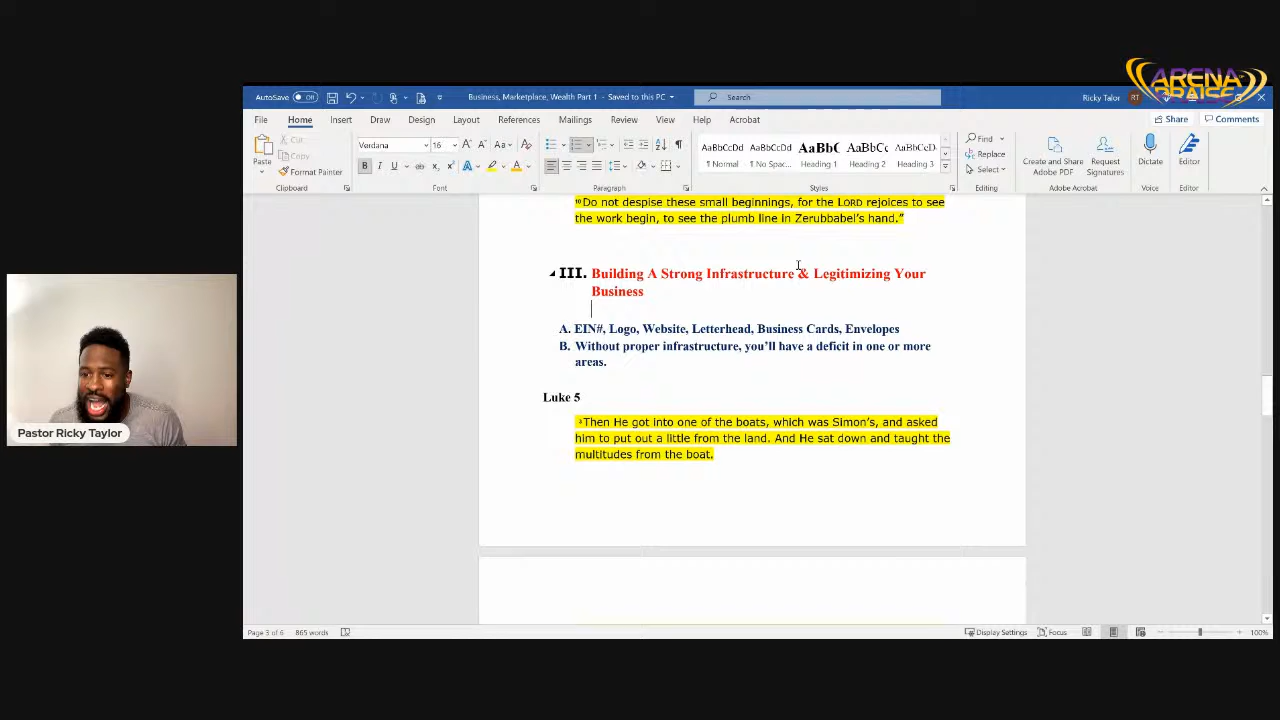 ARENA
PRAISE
AutoSave Off Business, Marketplace, Wealth Part 1 - Saved to this PC Search Ricky Talor RT
File Home Insert Draw Design Layout References Mailings Review View Help Acrobat Share Comments
Paste Cut Copy Format Painter Clipboard
Verdana 16 Font
Paragraph
AaBbCcDd AaBbCcDd AaBbC AaBbCc AaBbCcD
¶ Normal ¶ No Spac... Heading 1 Heading 2 Heading 3
Styles
Find Replace Select Editing
Create and Share Adobe PDF Request Signatures Adobe Acrobat
Dictate Voice
Editor Editor
10Do not despise these small beginnings, for the LORD rejoices to see
the work begin, to see the plumb line in Zerubbabel's hand."
III. Building A Strong Infrastructure & Legitimizing Your
Business
A. EIN#, Logo, Website, Letterhead, Business Cards, Envelopes
B. Without proper infrastructure, you'll have a deficit in one or more
areas.
Luke 5
3Then He got into one of the boats, which was Simon's, and asked
him to put out a little from the land. And He sat down and taught the
multitudes from the boat.
Pastor Ricky Taylor
Page 3 of 6 865 words Display Settings Focus 100%